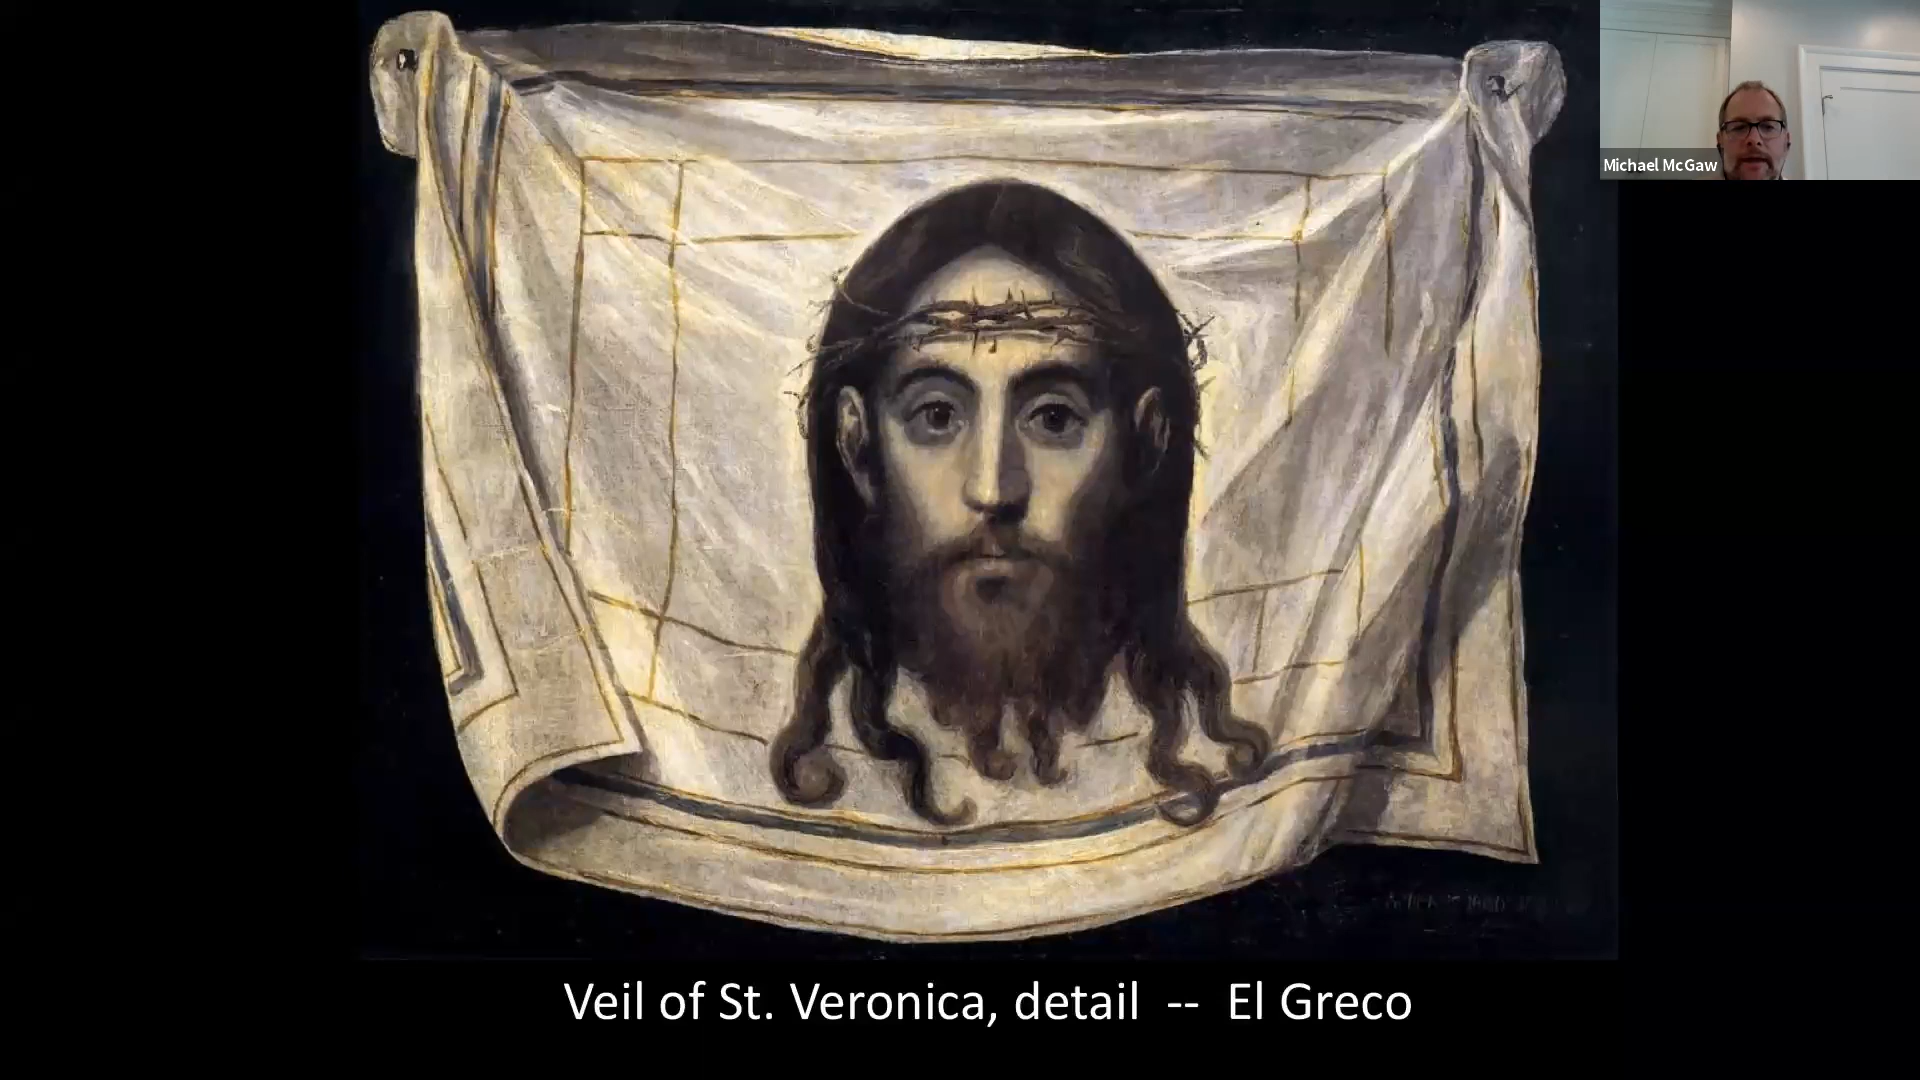 Michael McGaw
Veil of St. Veronica, detail -- El Greco